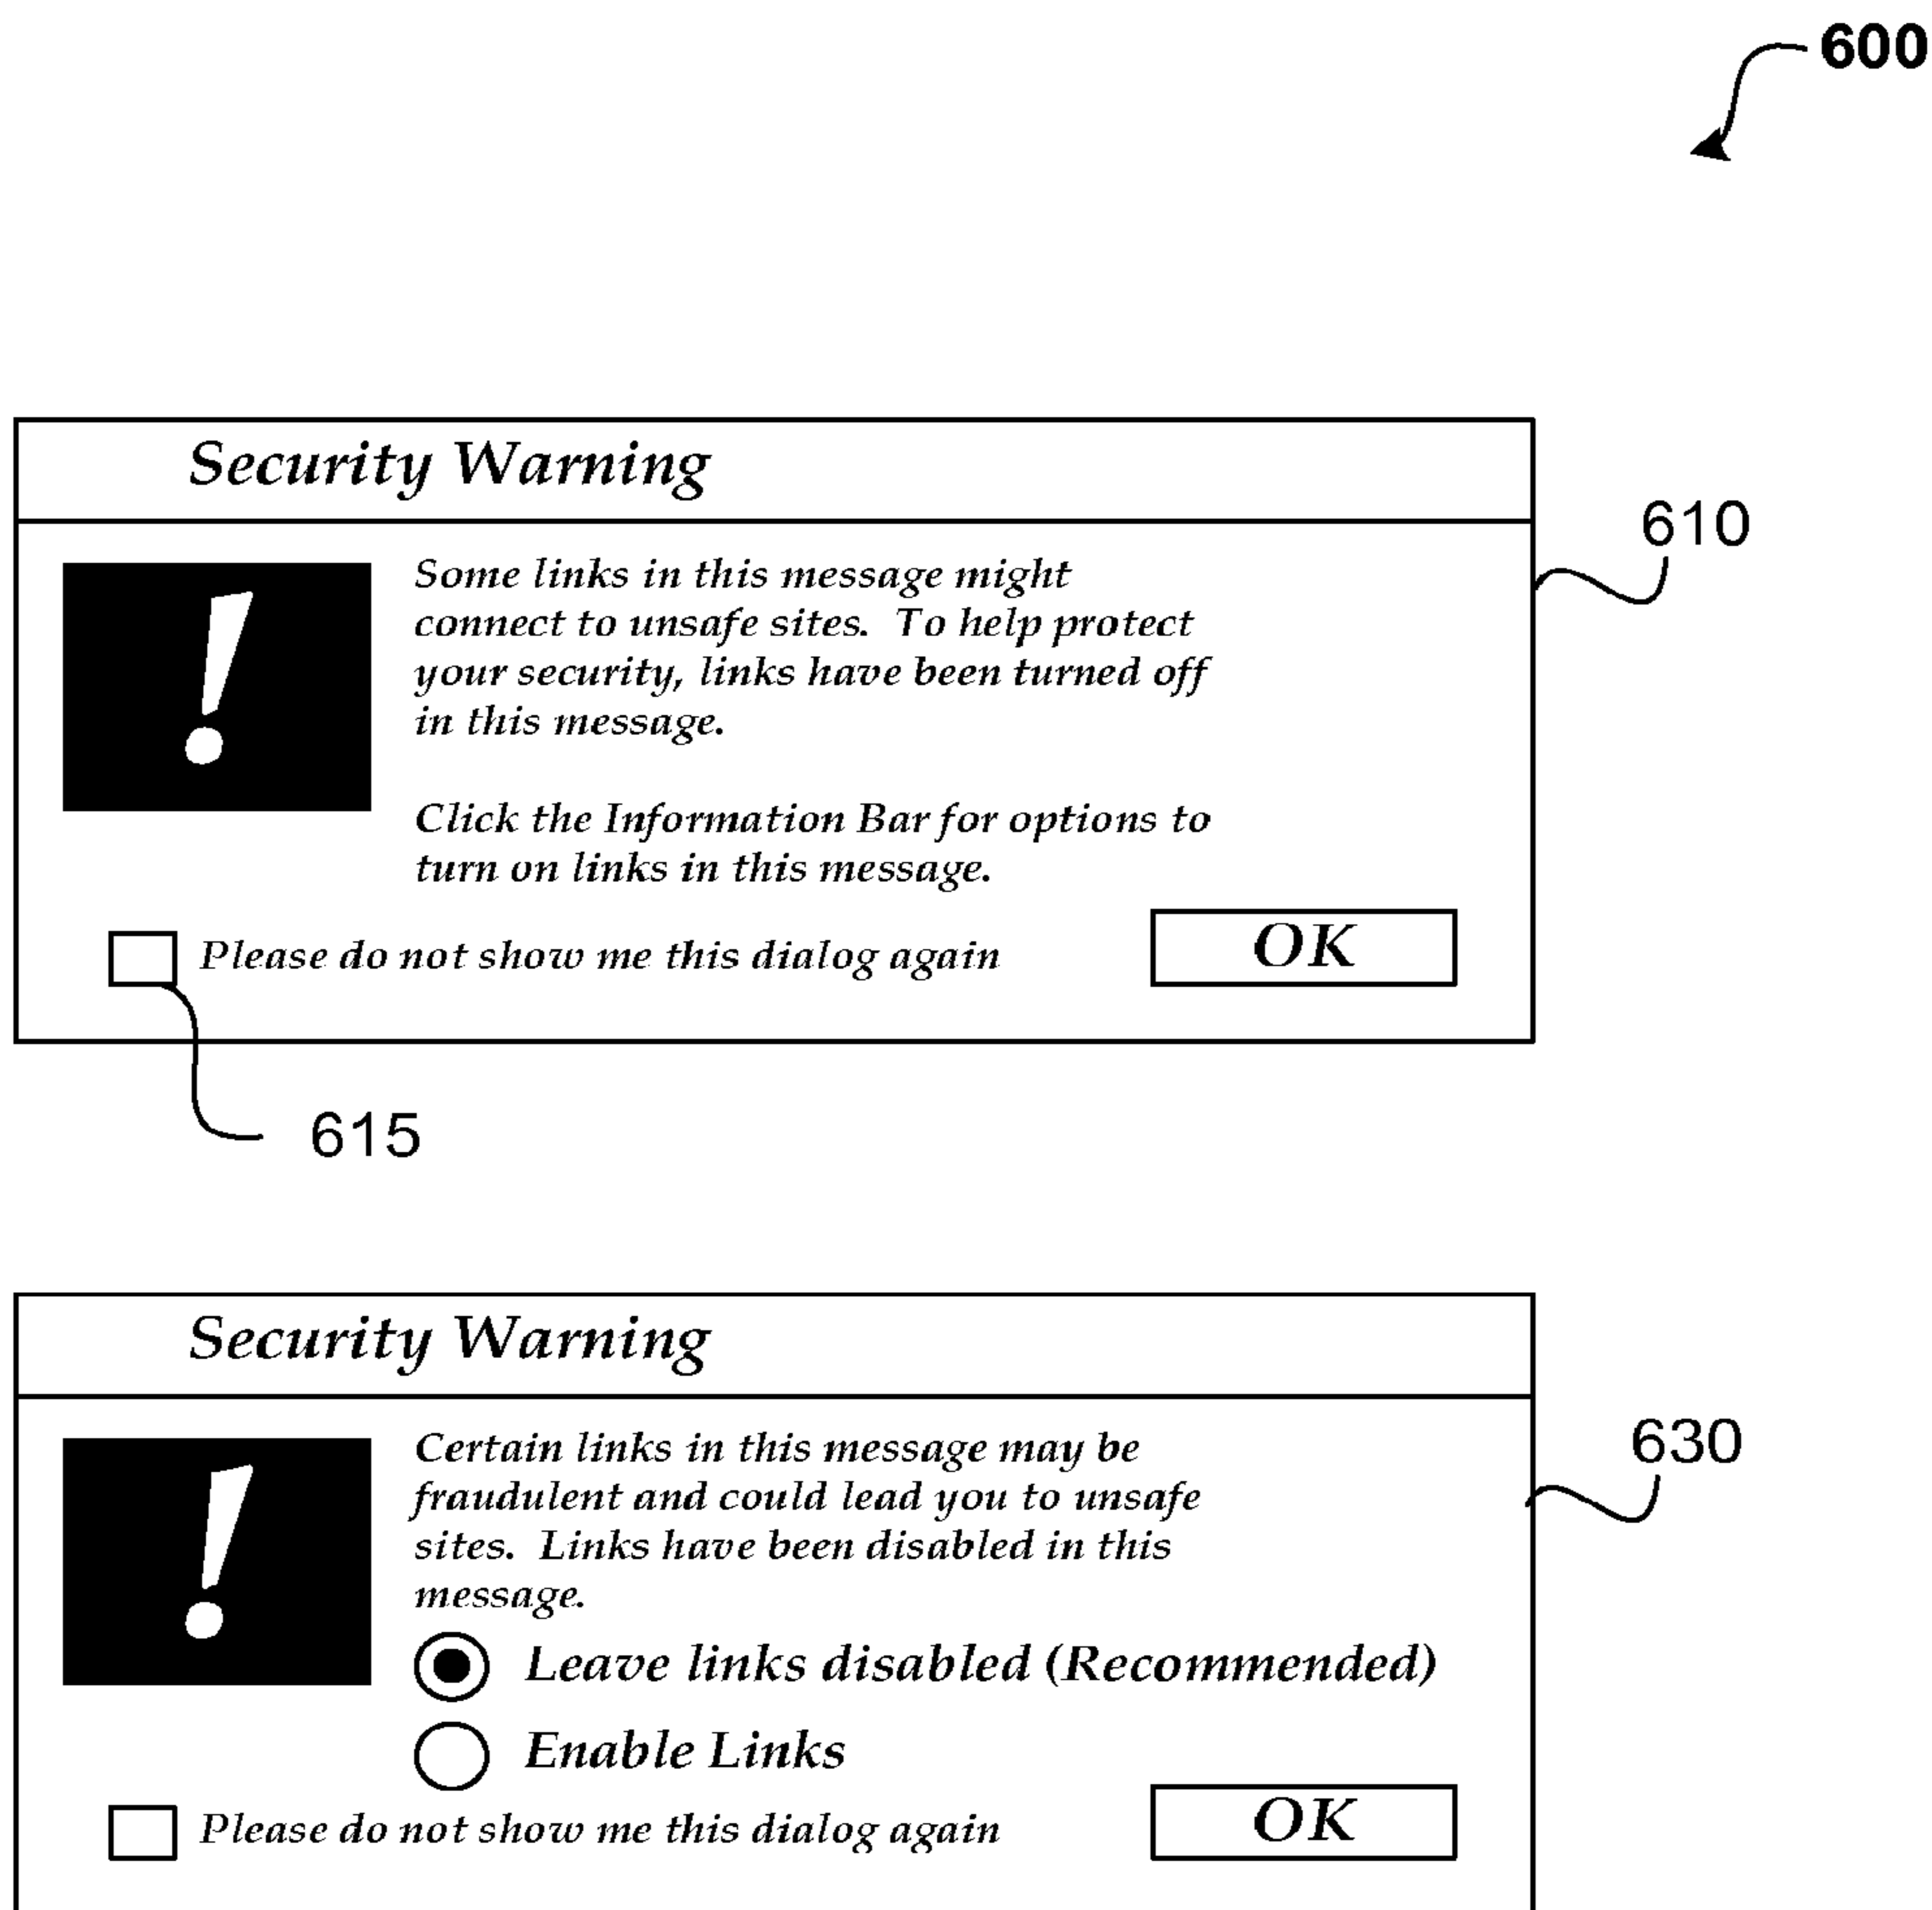 600
Security Warning
610
!
Some links in this message might
connect to unsafe sites. To help protect
your security, links have been turned off
in this message.
Click the Information Bar for options to
turn on links in this message.
Please do not show me this dialog again
OK
615
Security Warning
630
!
Certain links in this message may be
fraudulent and could lead you to unsafe
sites. Links have been disabled in this
message.
Leave links disabled (Recommended)
Enable Links
Please do not show me this dialog again
OK